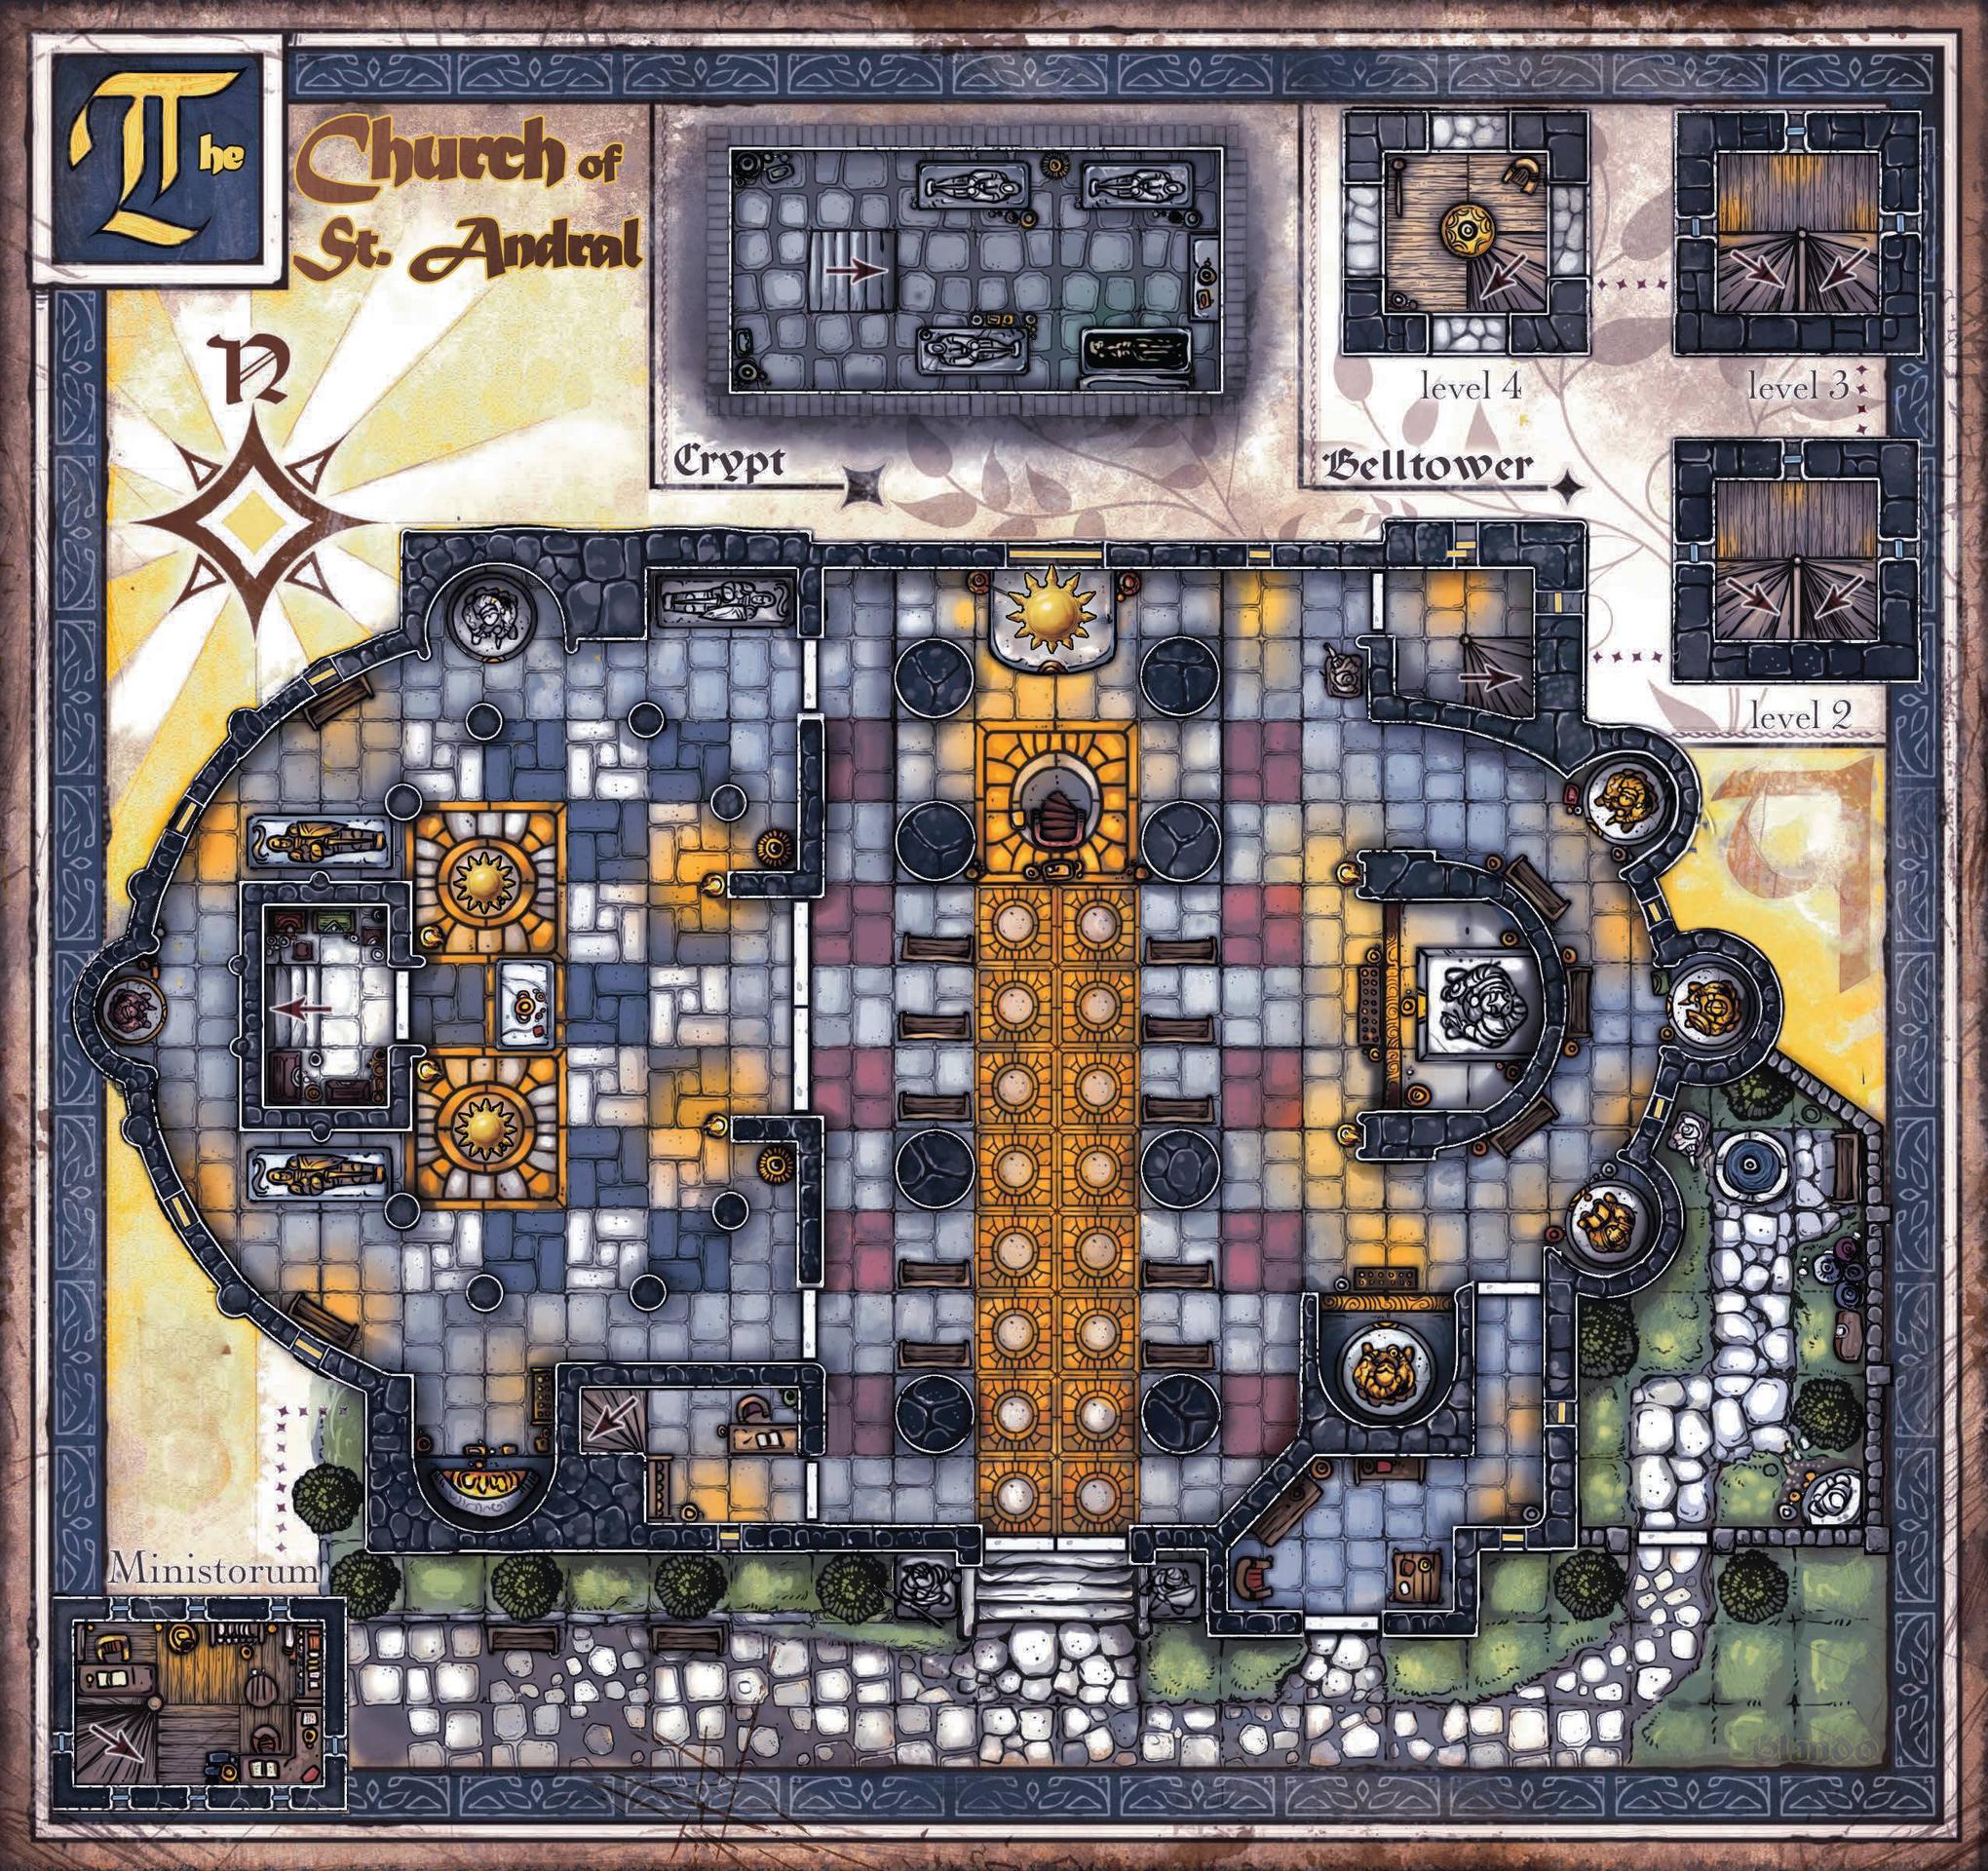 The
Church of
St. Andral
N
Crypt
Belltower
level 4
level 3
level 2
Ministorum